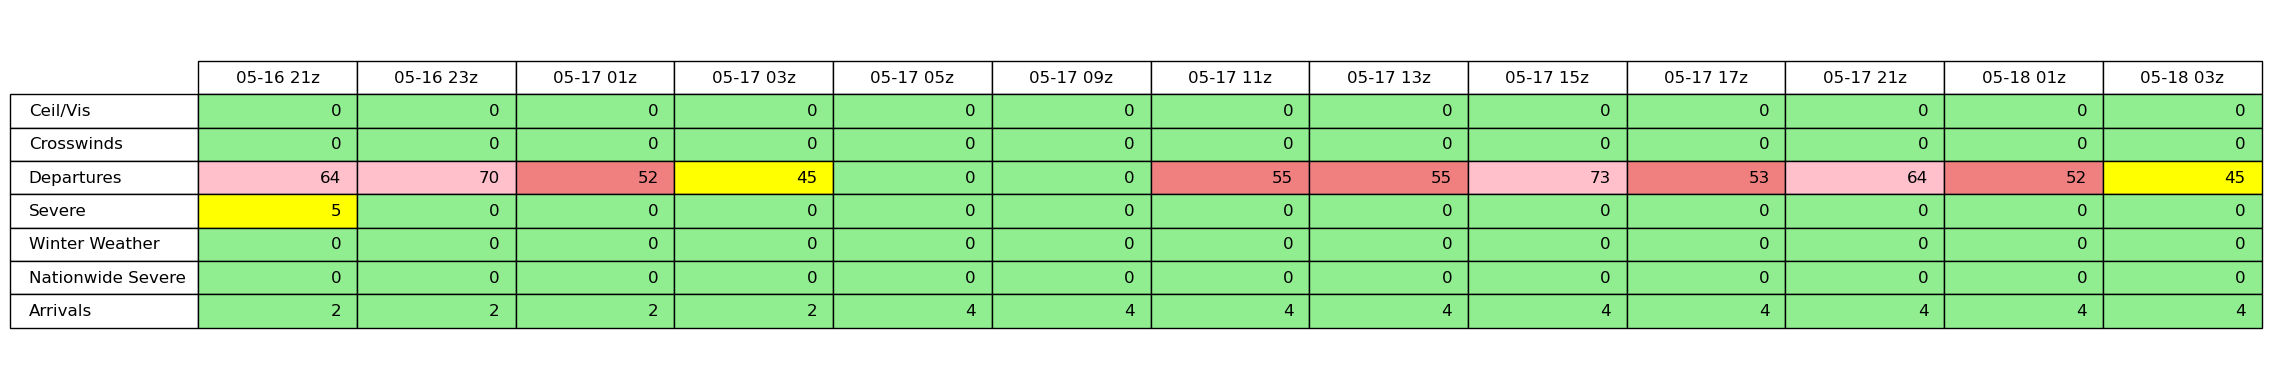 05-16 21z 05-16 23z 05-17 01z 05-17 03z 05-17 05z 05-17 09z 05-17 11z 05-17 13z 05-17 15z 05-17 17z 05-17 21z 05-18 01z 05-18 03z
Ceil/Vis 0 0 0 0 0 0 0 0 0 0 0 0 0
Crosswinds 0 0 0 0 0 0 0 0 0 0 0 0 0
Departures 64 70 52 45 0 0 55 55 73 53 64 52 45
Severe 5 0 0 0 0 0 0 0 0 0 0 0 0
Winter Weather 0 0 0 0 0 0 0 0 0 0 0 0 0
Nationwide Severe 0 0 0 0 0 0 0 0 0 0 0 0 0
Arrivals 2 2 2 2 4 4 4 4 4 4 4 4 4